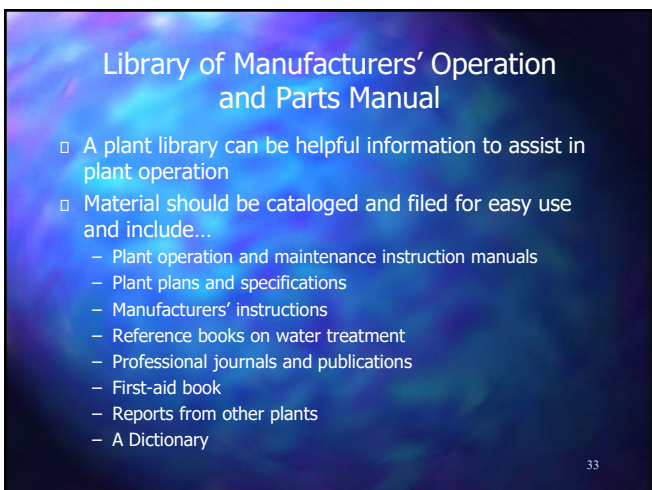 Library of Manufacturers’ Operation
and Parts Manual
▯ A plant library can be helpful information to assist in
plant operation
▯ Material should be cataloged and filed for easy use
and include…
– Plant operation and maintenance instruction manuals
– Plant plans and specifications
– Manufacturers’ instructions
– Reference books on water treatment
– Professional journals and publications
– First-aid book
– Reports from other plants
– A Dictionary
33